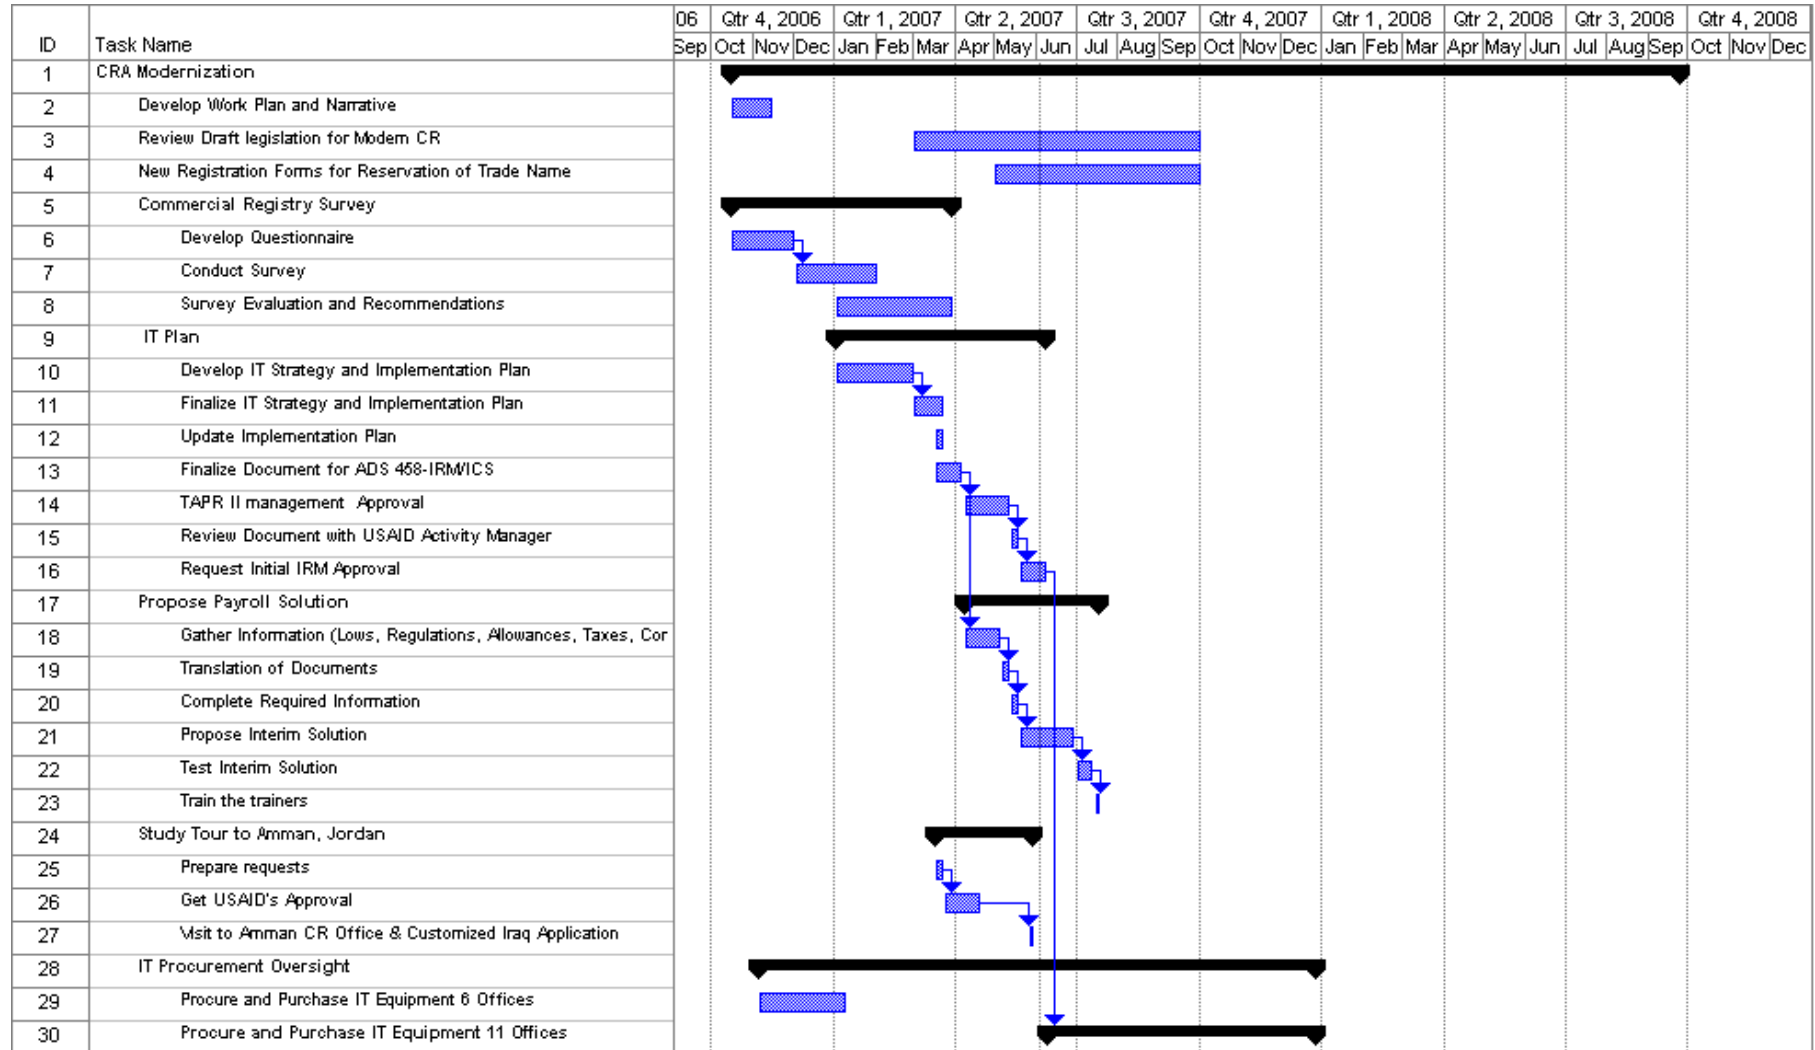 06 Qtr 4, 2006 Qtr 1, 2007 Qtr 2, 2007 Qtr 3, 2007 Qtr 4, 2007 Qtr 1, 2008 Qtr 2, 2008 Qtr 3, 2008 Qtr 4, 2008
ID Task Name Sep Oct Nov Dec Jan Feb Mar Apr May Jun Jul Aug Sep Oct Nov Dec Jan Feb Mar Apr May Jun Jul Aug Sep Oct Nov Dec
1 CRA Modernization
2 Develop Work Plan and Narrative
3 Review Draft legislation for Modern CR
4 New Registration Forms for Reservation of Trade Name
5 Commercial Registry Survey
6 Develop Questionnaire
7 Conduct Survey
8 Survey Evaluation and Recommendations
9 IT Plan
10 Develop IT Strategy and Implementation Plan
11 Finalize IT Strategy and Implementation Plan
12 Update Implementation Plan
13 Finalize Document for ADS 458-IRM/ICS
14 TAPR II management Approval
15 Review Document with USAID Activity Manager
16 Request Initial IRM Approval
17 Propose Payroll Solution
18 Gather Information (Lows, Regulations, Allowances, Taxes, Cor
19 Translation of Documents
20 Complete Required Information
21 Propose Interim Solution
22 Test Interim Solution
23 Train the trainers
24 Study Tour to Amman, Jordan
25 Prepare requests
26 Get USAID's Approval
27 Visit to Amman CR Office & Customized Iraq Application
28 IT Procurement Oversight
29 Procure and Purchase IT Equipment 6 Offices
30 Procure and Purchase IT Equipment 11 Offices